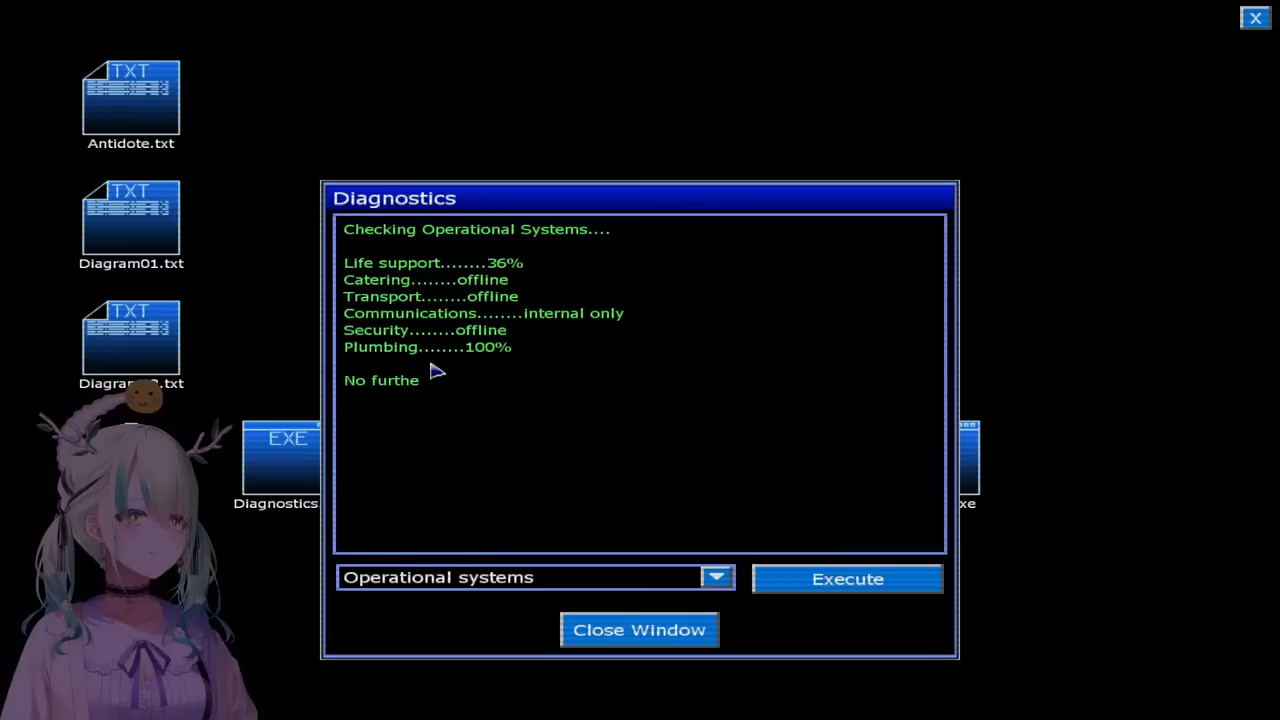 X
TXT
Antidote.txt
TXT
Diagram01.txt
TXT
Diagnostics
Checking Operational Systems....
Life support........36%
Catering........offline
Transport........offline
Communications........internal only
Security........offline
Plumbing........100%
No furthe
EXE
Diagnostics.
xe
Operational systems
Execute
Close Window